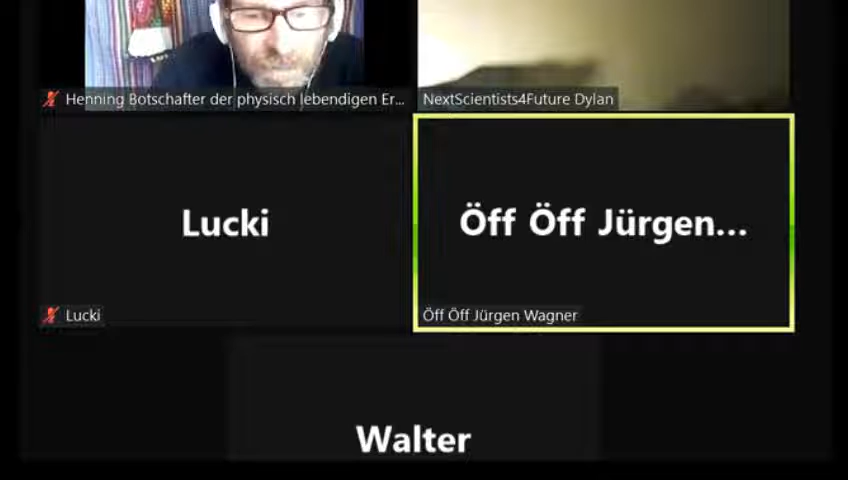 Henning Botschafter der physisch lebendigen Er...
NextScientists4Future Dylan
Lucki
Öff Öff Jürgen...
Lucki
Öff Öff Jürgen Wagner
Walter